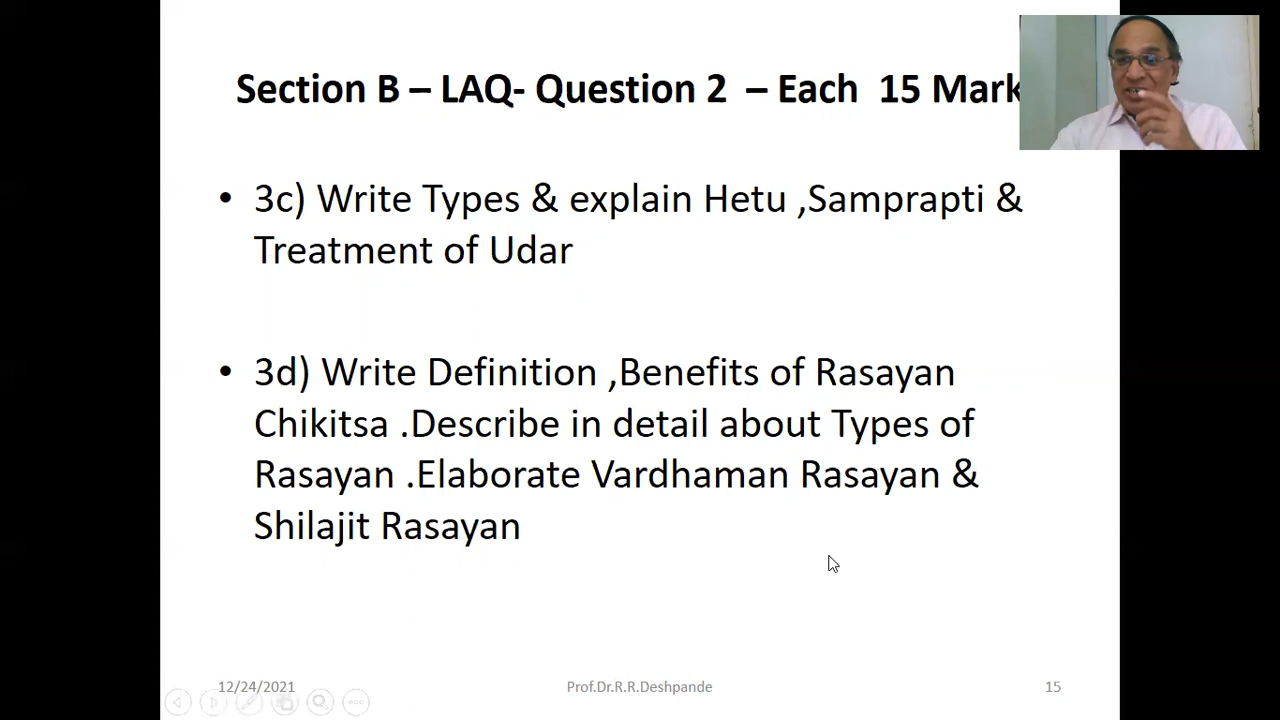 Section B – LAQ- Question 2 – Each 15 Mark
• 3c) Write Types & explain Hetu ,Samprapti &
Treatment of Udar
• 3d) Write Definition ,Benefits of Rasayan
Chikitsa .Describe in detail about Types of
Rasayan .Elaborate Vardhaman Rasayan &
Shilajit Rasayan
12/24/2021
Prof.Dr.R.R.Deshpande
15